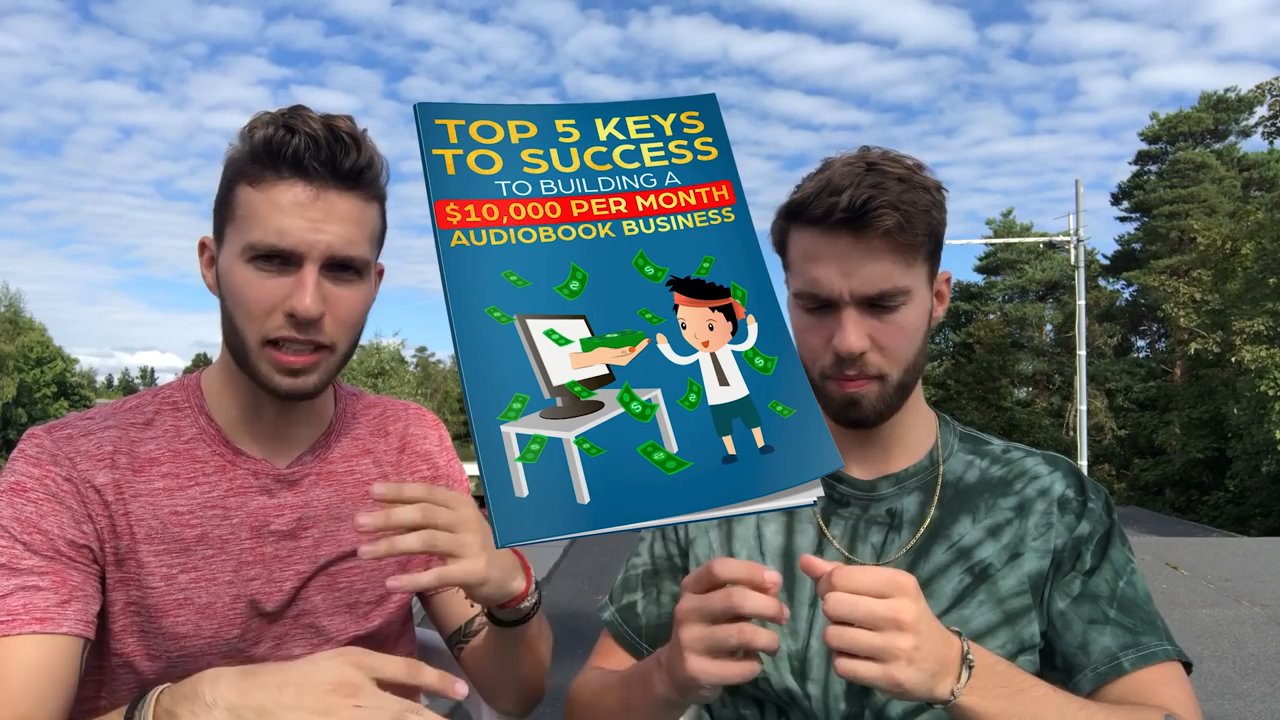 TOP 5 KEYS
TO SUCCESS
TO BUILDING A
$10,000 PER MONTH
AUDIOBOOK BUSINESS